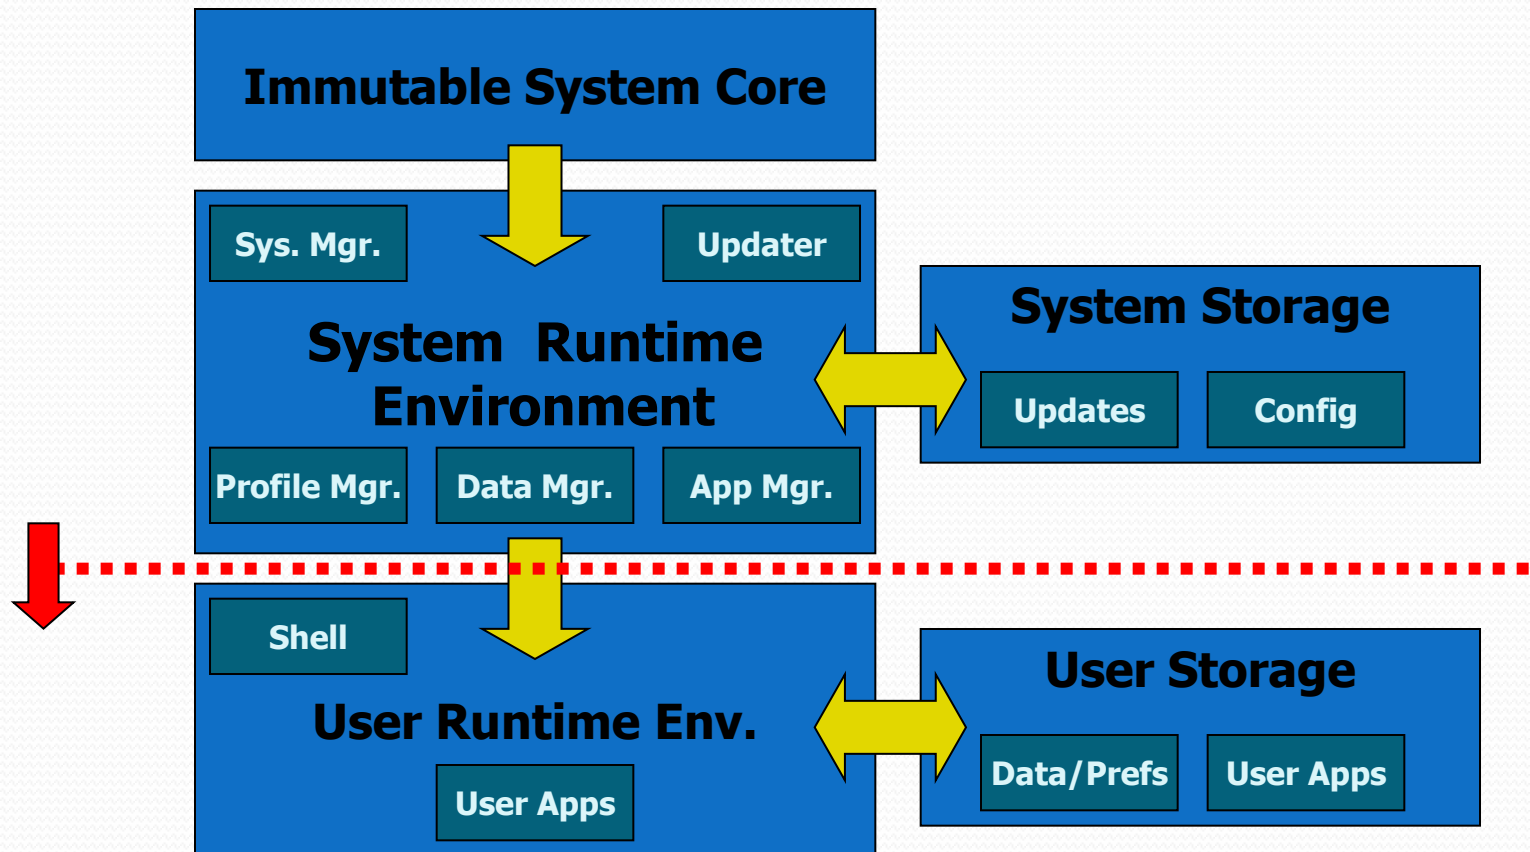 Immutable System Core
Sys. Mgr.
Updater
System Runtime
Environment
Profile Mgr.
Data Mgr.
App Mgr.
System Storage
Updates
Config
Shell
User Runtime Env.
User Apps
User Storage
Data/Prefs
User Apps